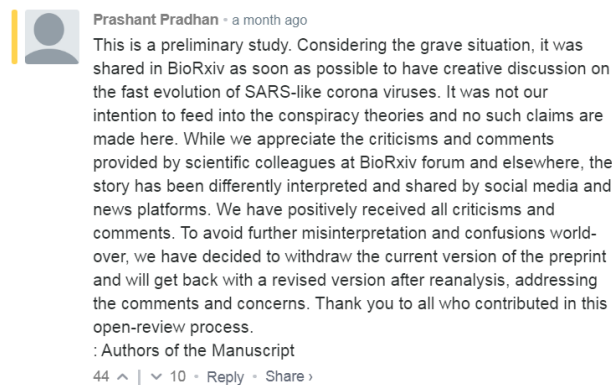 Prashant Pradhan • a month ago
This is a preliminary study. Considering the grave situation, it was
shared in BioRxiv as soon as possible to have creative discussion on
the fast evolution of SARS-like corona viruses. It was not our
intention to feed into the conspiracy theories and no such claims are
made here. While we appreciate the criticisms and comments
provided by scientific colleagues at BioRxiv forum and elsewhere, the
story has been differently interpreted and shared by social media and
news platforms. We have positively received all criticisms and
comments. To avoid further misinterpretation and confusions world-
over, we have decided to withdraw the current version of the preprint
and will get back with a revised version after reanalysis, addressing
the comments and concerns. Thank you to all who contributed in this
open-review process.
: Authors of the Manuscript
44 | 10 • Reply • Share ›